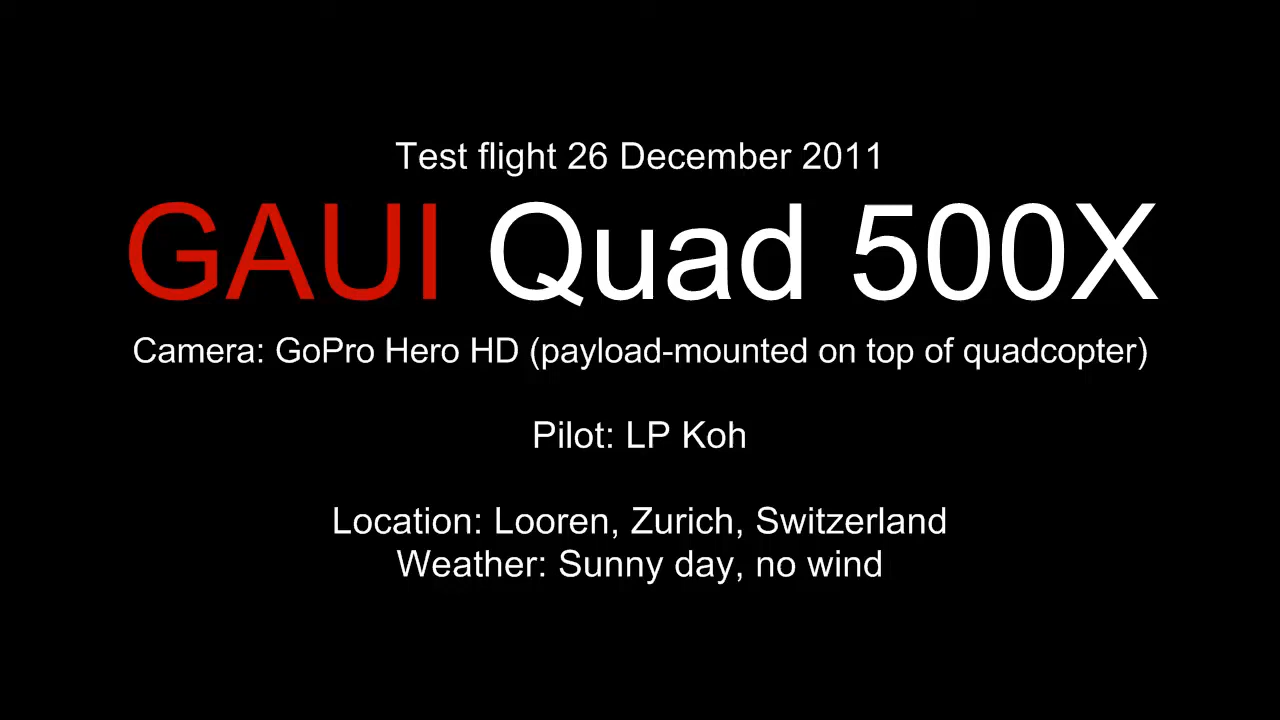 Test flight 26 December 2011
GAUI Quad 500X
Camera: GoPro Hero HD (payload-mounted on top of quadcopter)
Pilot: LP Koh
Location: Looren, Zurich, Switzerland
Weather: Sunny day, no wind